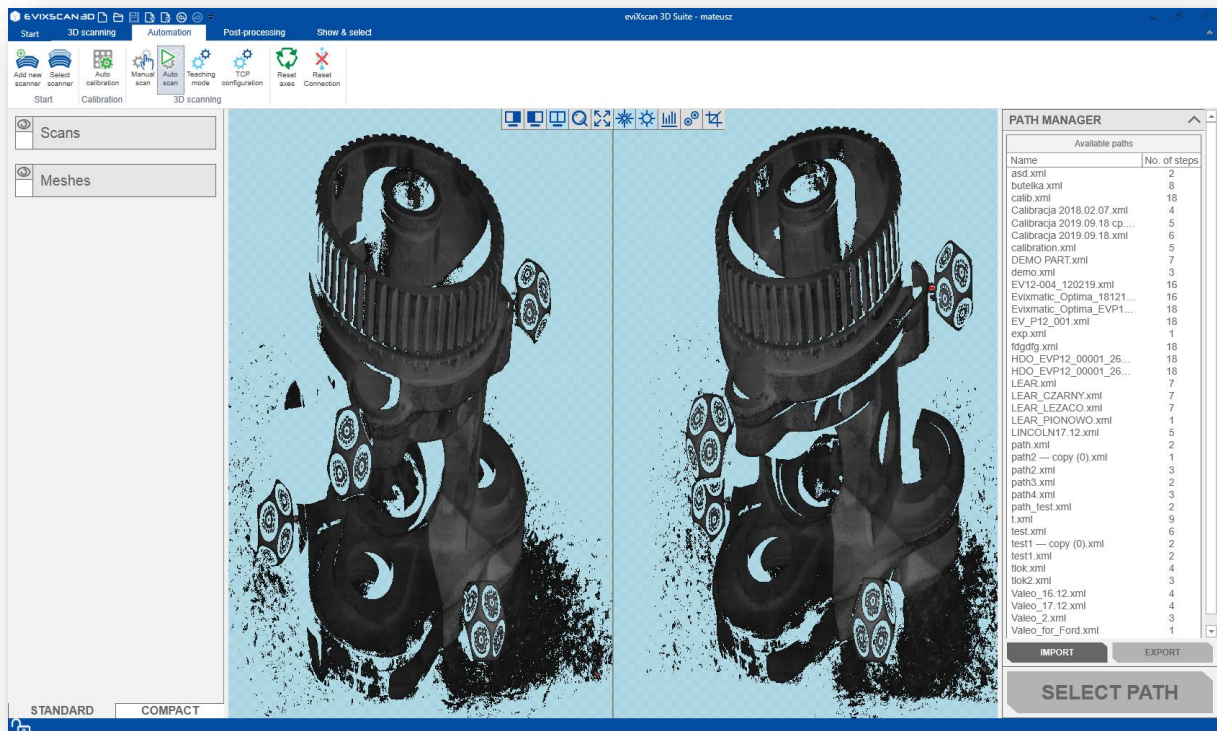 EVIXSCAN 3D
eviXscan 3D Suite - mateusz
Start 3D scanning Automation Post-processing Show & select
Add new scanner
Select scanner
Auto calibration
Manual scan
Auto scan
Teaching mode
TCP configuration
Reset axes
Reset Connection
Start Calibration 3D scanning
Scans
Meshes
PATH MANAGER
Available paths
Name No. of steps
asd.xml 2
butelka.xml 8
calib.xml 18
Calibracja 2018.02.07.xml 4
Calibracja 2019.09.18 cp.... 5
Calibracja 2019.09.18.xml 6
calibration.xml 5
DEMO PART.xml 7
demo.xml 3
EV12-004_120219.xml 16
Evixmatic_Optima_18121... 16
Evixmatic_Optima_EVP1... 18
EV_P12_001.xml 18
exp.xml 1
fdgdfg.xml 18
HDO_EVP12_00001_26... 18
HDO_EVP12_00001_26... 18
LEAR.xml 7
LEAR_CZARNY.xml 7
LEAR_LEZACO.xml 7
LEAR_PIONOWO.xml 1
LINCOLN17.12.xml 5
path.xml 2
path2 — copy (0).xml 1
path2.xml 3
path3.xml 2
path4.xml 3
path_test.xml 2
t.xml 9
test.xml 6
test1 — copy (0).xml 2
test1.xml 2
tlok.xml 4
tlok2.xml 3
Valeo_16.12.xml 4
Valeo_17.12.xml 4
Valeo_2.xml 3
Valeo_for_Ford.xml 1
IMPORT EXPORT
SELECT PATH
STANDARD COMPACT